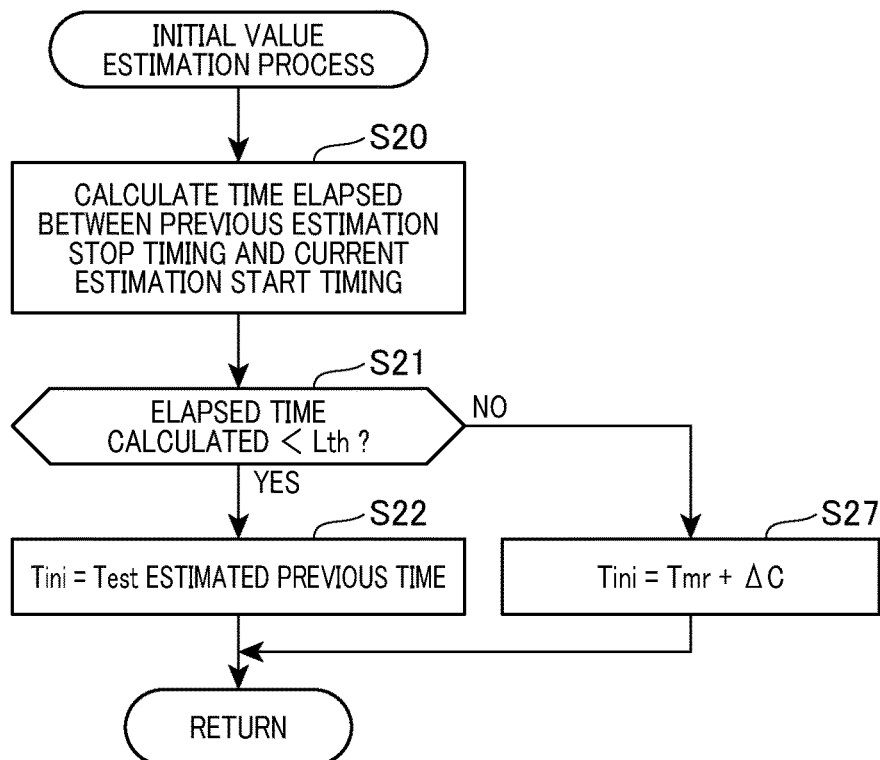 INITIAL VALUE
ESTIMATION PROCESS
S20
CALCULATE TIME ELAPSED
BETWEEN PREVIOUS ESTIMATION
STOP TIMING AND CURRENT
ESTIMATION START TIMING
S21
ELAPSED TIME
CALCULATED < Lth ?
NO
YES
S22
Tini = Test ESTIMATED PREVIOUS TIME
S27
Tini = Tmr + ΔC
RETURN